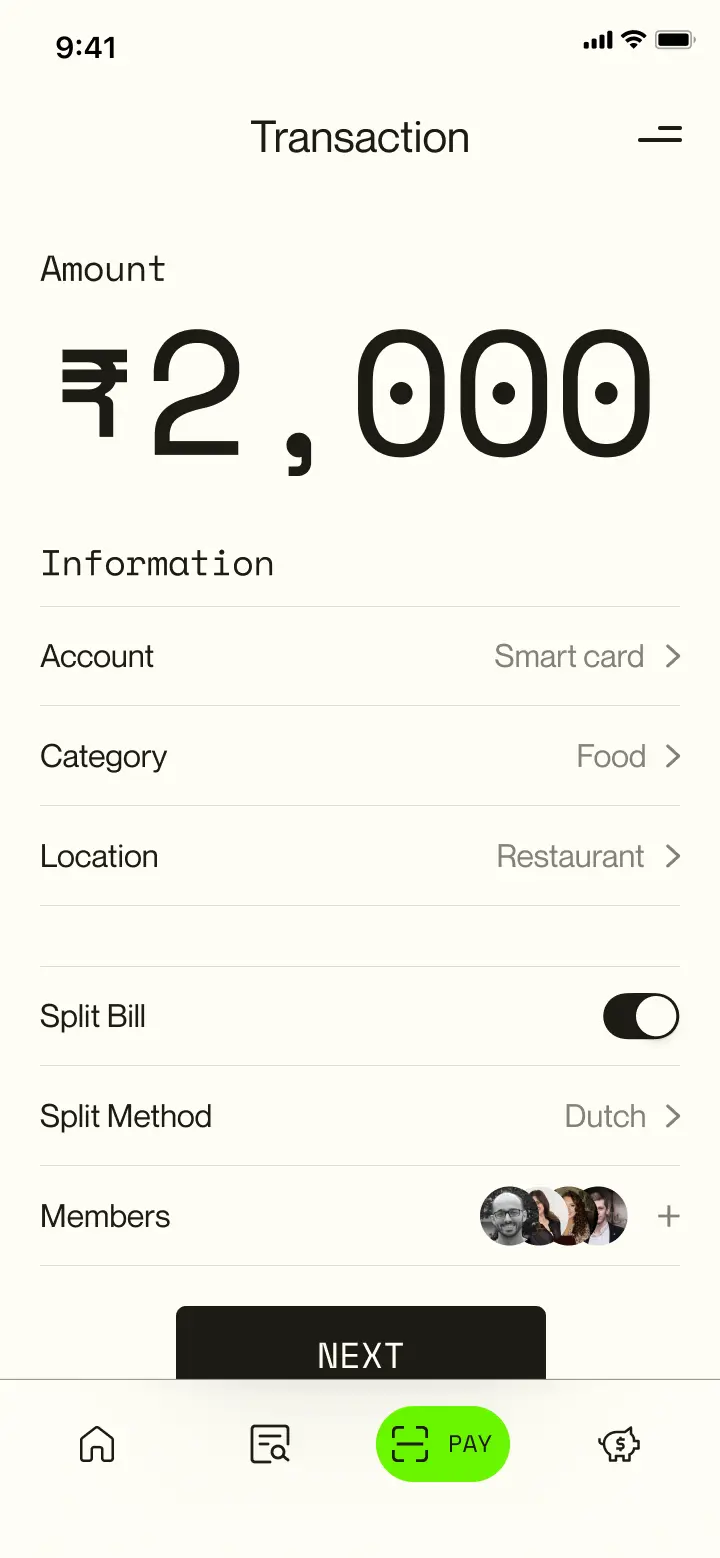 9:41
Transaction
Amount
₹2,000
Information
Account Smart card
Category Food
Location Restaurant
Split Bill
Split Method Dutch
Members
NEXT
PAY